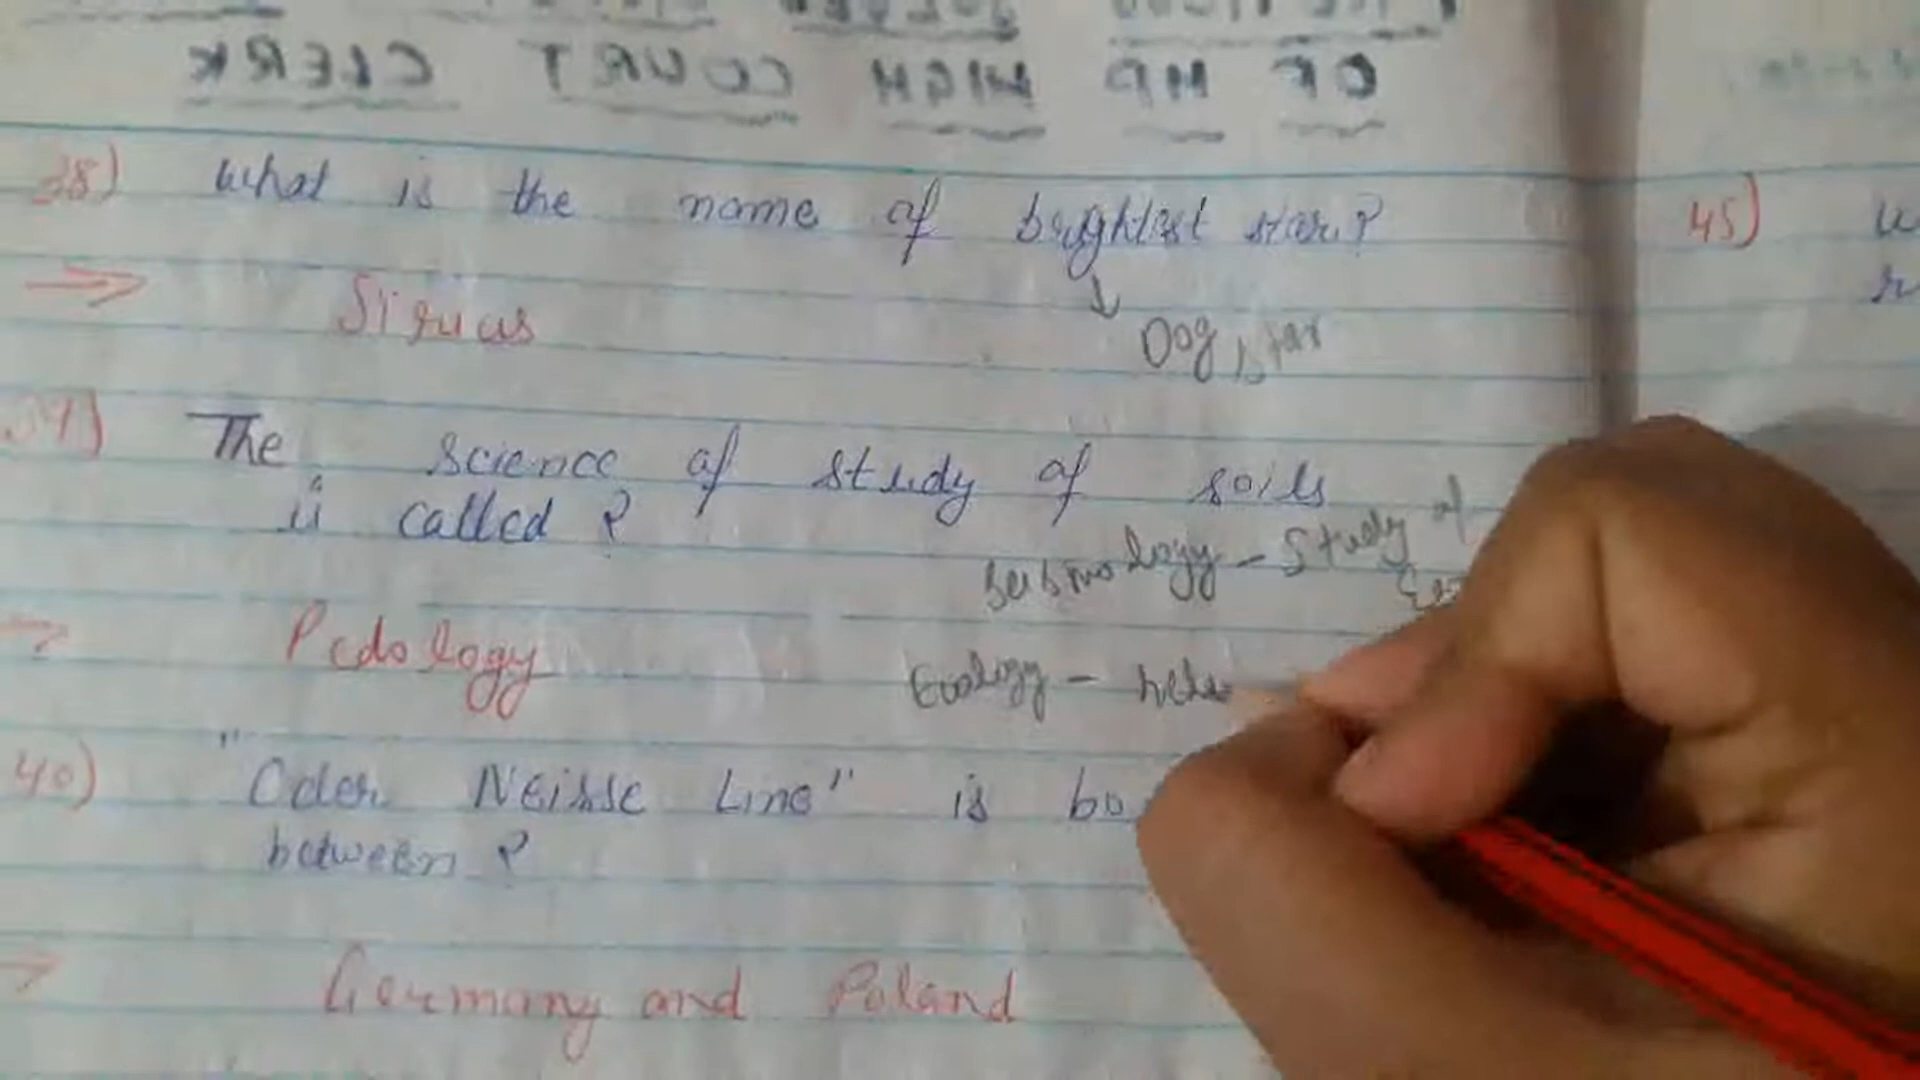 38) What is the name of brightest star?
Dog star
Sirius
39) The science of study of soils
is called?
Seismology - Study of
Pedology
Ecology -
40) "Oder Neisse Line" is
between?
Germany and Poland
45)